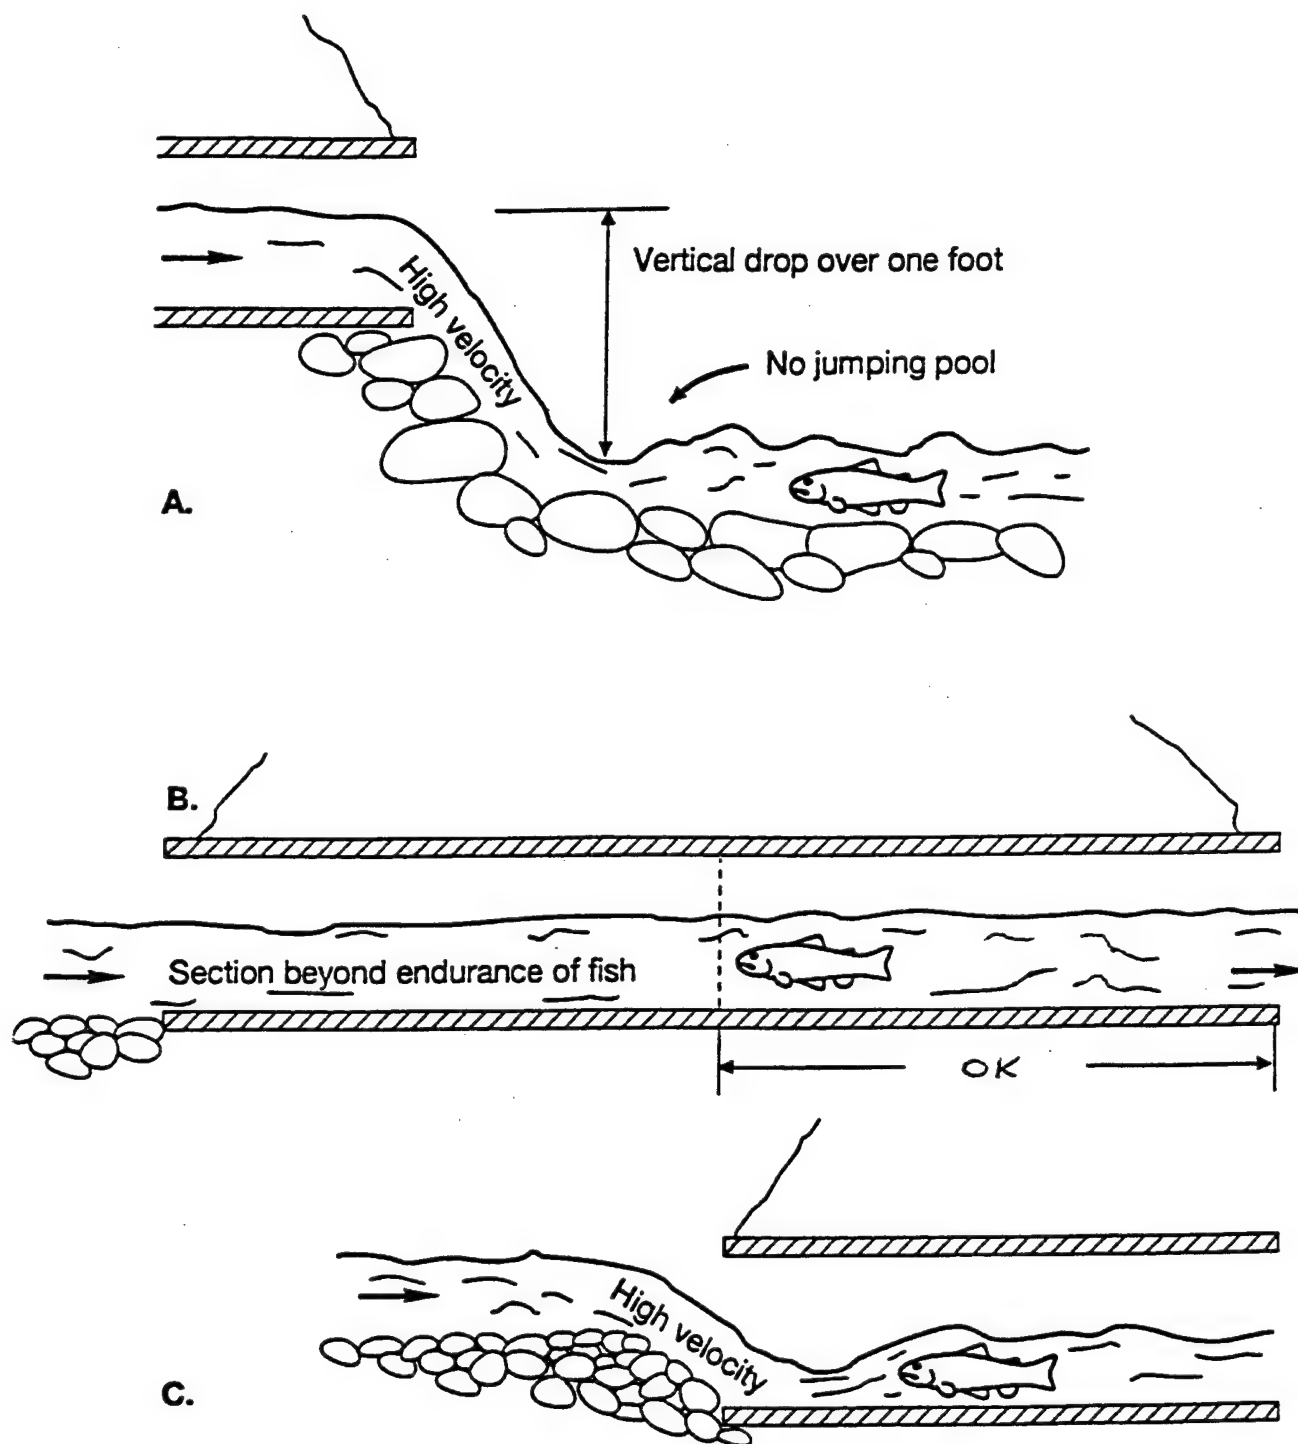 Vertical drop over one foot
High velocity
No jumping pool
A.
B.
Section beyond endurance of fish
OK
High velocity
C.